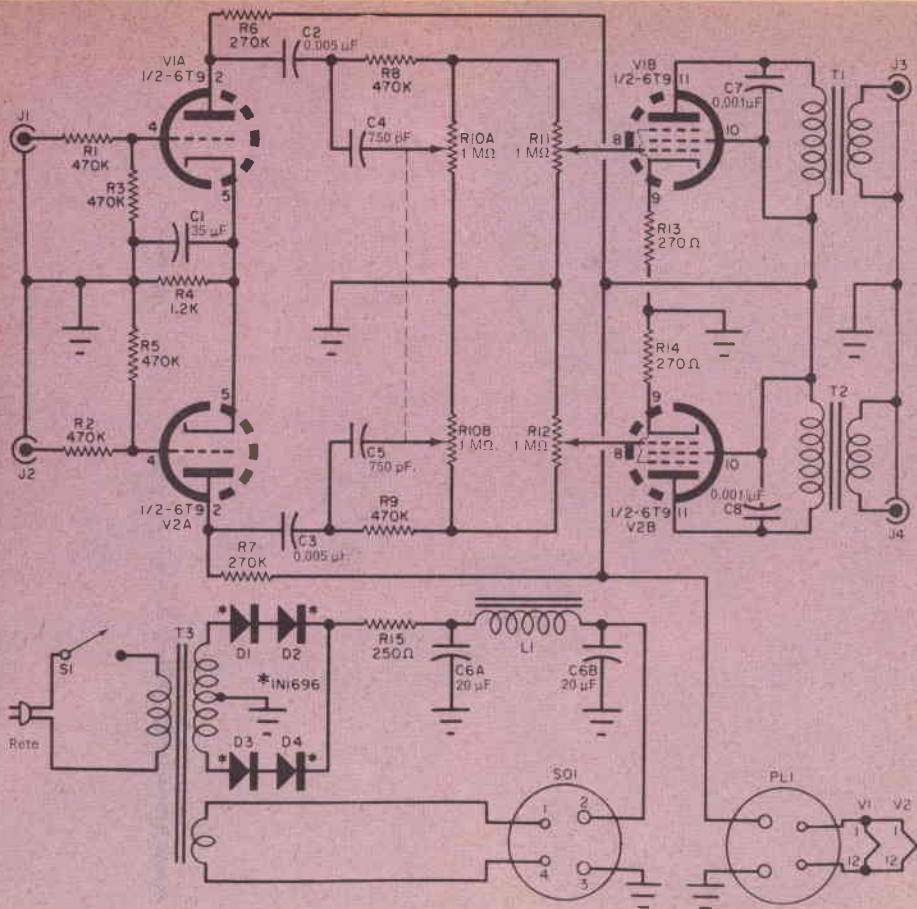 R6
270K
C2
0.005 µF
V1A
1/2-6T9 2
R8
470K
V1B
1/2-6T9 11
C7
0,001µF
T1
J3
J1
R1
470K
4
R3
470K
5
C1
35 µF
R4
1.2K
R5
470K
C4
750 pF
R10A
1 MΩ
R11
1 MΩ
8
10
9
R13
270Ω
R14
270Ω
J2
R2
470K
4
5
1/2-6T9 2
V2A
C5
750 pF.
R10B
1 MΩ
R12
1 MΩ
R9
470K
C3
0.005 µF.
R7
270K
9
8
10
1/2-6T9 11
V2B
0.001µF
C8
T2
J4
S1
Rete
T3
*
D1
D2
*
*IN1696
*
D3
D4
*
R15
250Ω
L1
C6A
20 µF
C6B
20 µF
SO1
1
2
4
3
PL1
V1
V2
1
1
12
12